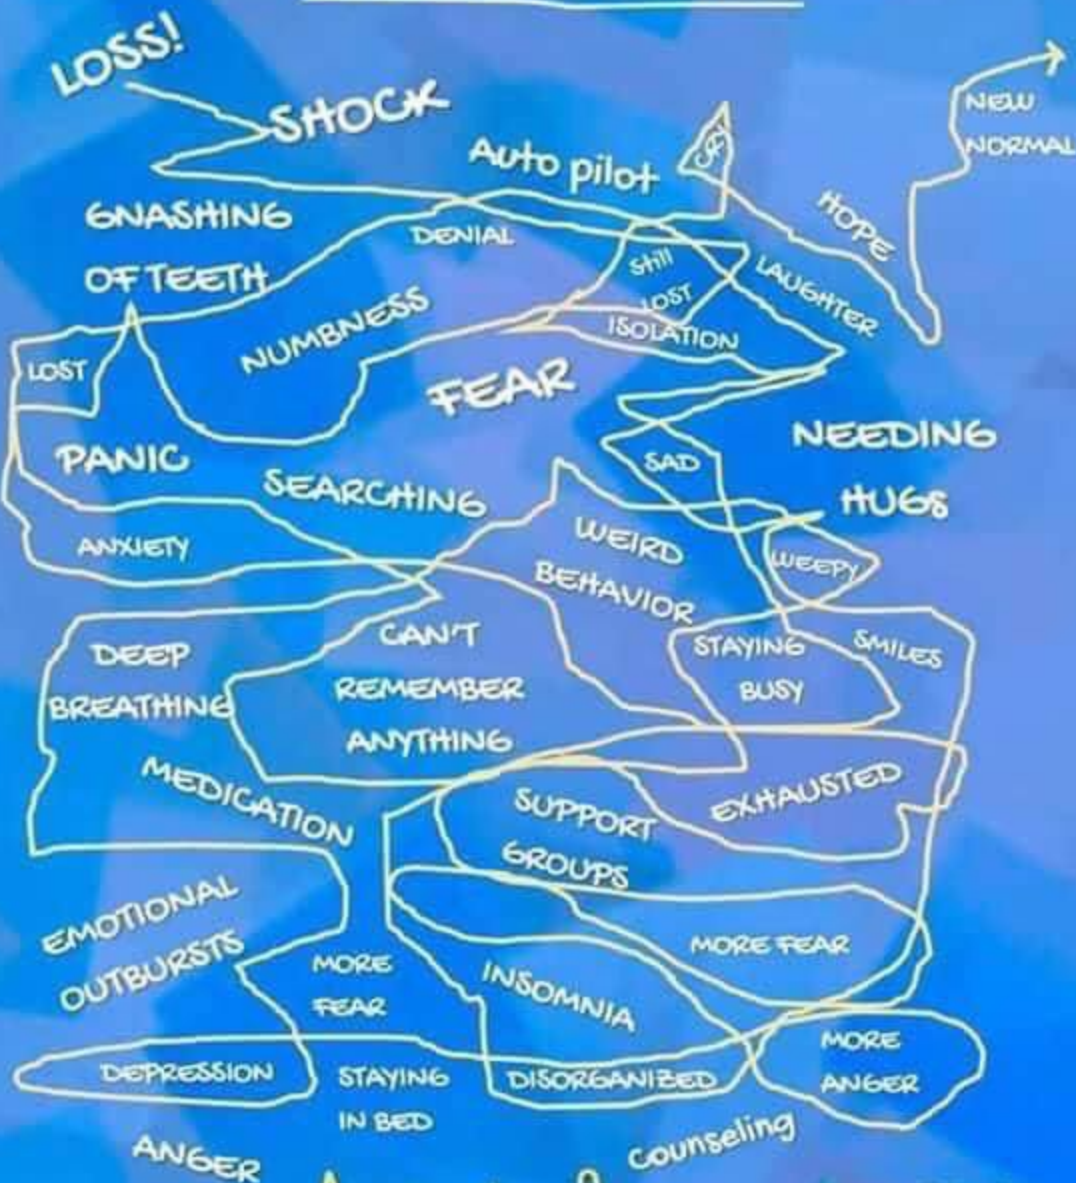 LOSS!
SHOCK
Auto pilot
CRY
NEW
NORMAL
HOPE
GNASHING
OF TEETH
DENIAL
Still
LOST
LAUGHTER
ISOLATION
NUMBNESS
LOST
FEAR
NEEDING
HUGS
PANIC
SEARCHING
SAD
ANXIETY
WEIRD
BEHAVIOR
WEEPY
DEEP
BREATHING
CAN'T
REMEMBER
ANYTHING
STAYING
BUSY
SMILES
MEDICATION
SUPPORT
GROUPS
EXHAUSTED
EMOTIONAL
OUTBURSTS
MORE
FEAR
INSOMNIA
MORE FEAR
DEPRESSION
STAYING
IN BED
DISORGANIZED
MORE
ANGER
ANGER
Counseling